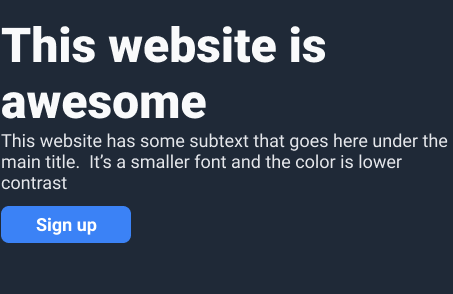 This website is
awesome
This website has some subtext that goes here under the
main title.  It’s a smaller font and the color is lower
contrast
Sign up